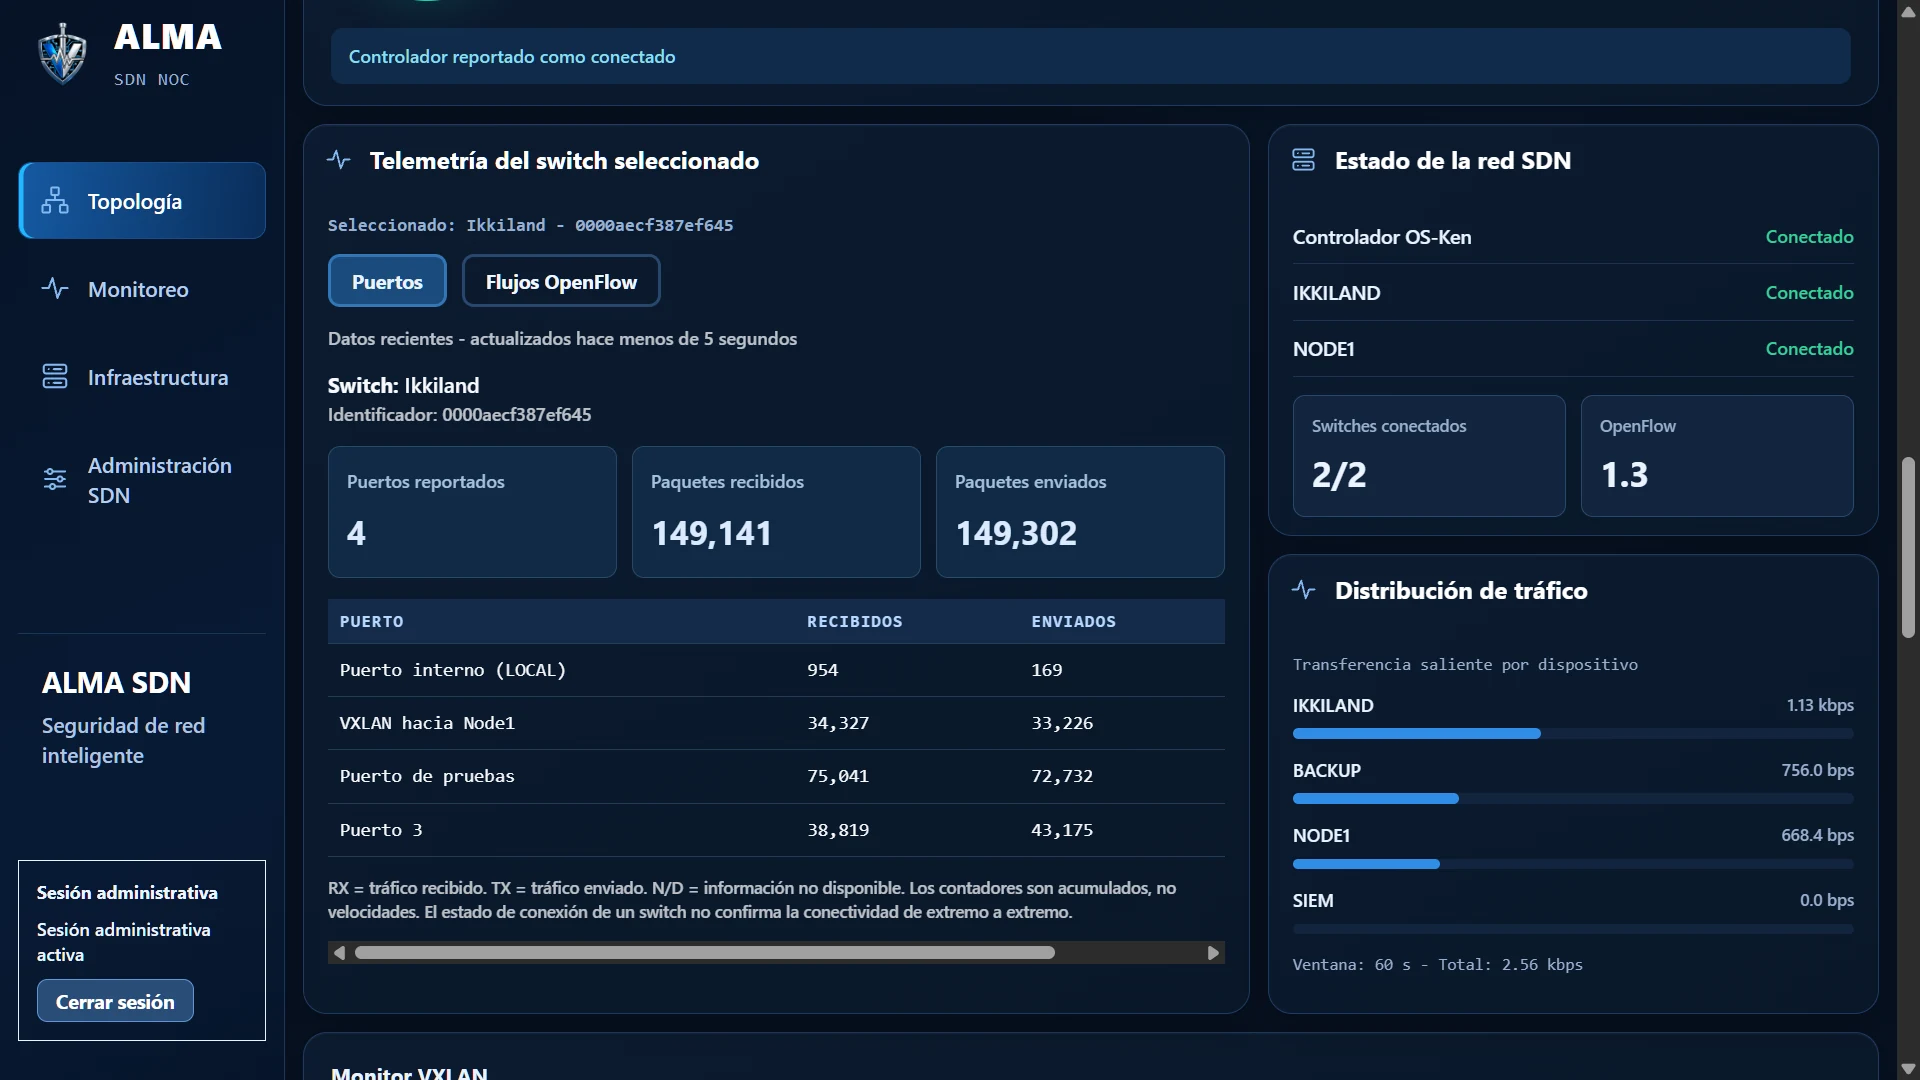 ALMA
SDN NOC
Topología
Monitoreo
Infraestructura
Administración
SDN
ALMA SDN
Seguridad de red
inteligente
Sesión administrativa
Sesión administrativa
activa
Cerrar sesión
Controlador reportado como conectado
Telemetría del switch seleccionado
Seleccionado: Ikkiland - 0000aecf387ef645
Puertos
Flujos OpenFlow
Datos recientes - actualizados hace menos de 5 segundos
Switch: Ikkiland
Identificador: 0000aecf387ef645
Puertos reportados
4
Paquetes recibidos
149,141
Paquetes enviados
149,302
PUERTO RECIBIDOS ENVIADOS
Puerto interno (LOCAL) 954 169
VXLAN hacia Node1 34,327 33,226
Puerto de pruebas 75,041 72,732
Puerto 3 38,819 43,175
RX = tráfico recibido. TX = tráfico enviado. N/D = información no disponible. Los contadores son acumulados, no
velocidades. El estado de conexión de un switch no confirma la conectividad de extremo a extremo.
Estado de la red SDN
Controlador OS-Ken Conectado
IKKILAND Conectado
NODE1 Conectado
Switches conectados
2/2
OpenFlow
1.3
Distribución de tráfico
Transferencia saliente por dispositivo
IKKILAND 1.13 kbps
BACKUP 756.0 bps
NODE1 668.4 bps
SIEM 0.0 bps
Ventana: 60 s - Total: 2.56 kbps
Monitor VXLAN